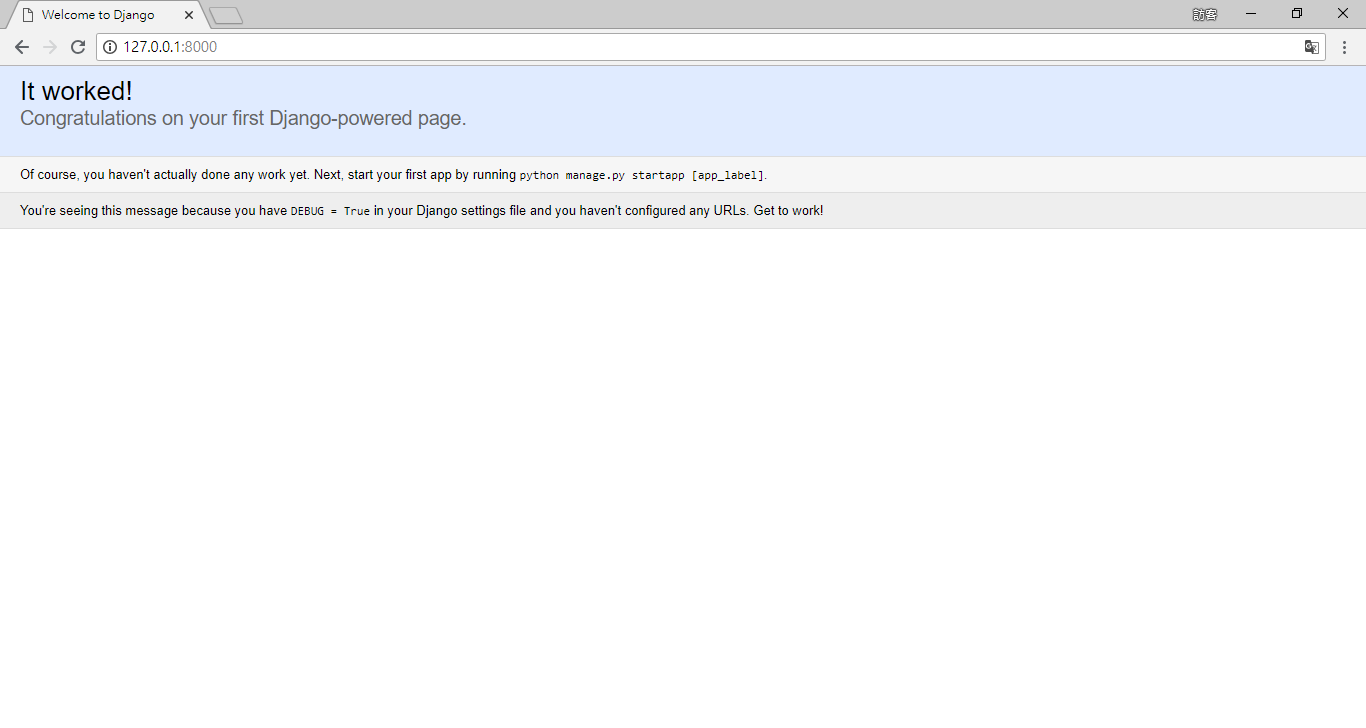 Welcome to Django
訪客
127.0.0.1:8000
It worked!
Congratulations on your first Django-powered page.
Of course, you haven't actually done any work yet. Next, start your first app by running python manage.py startapp [app_label].
You're seeing this message because you have DEBUG = True in your Django settings file and you haven't configured any URLs. Get to work!